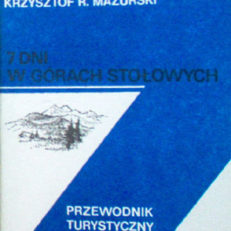 KRZYSZTOF R. MAZURSKI
7 DNI
W GÓRACH STOŁOWYCH
PRZEWODNIK
TURYSTYCZNY